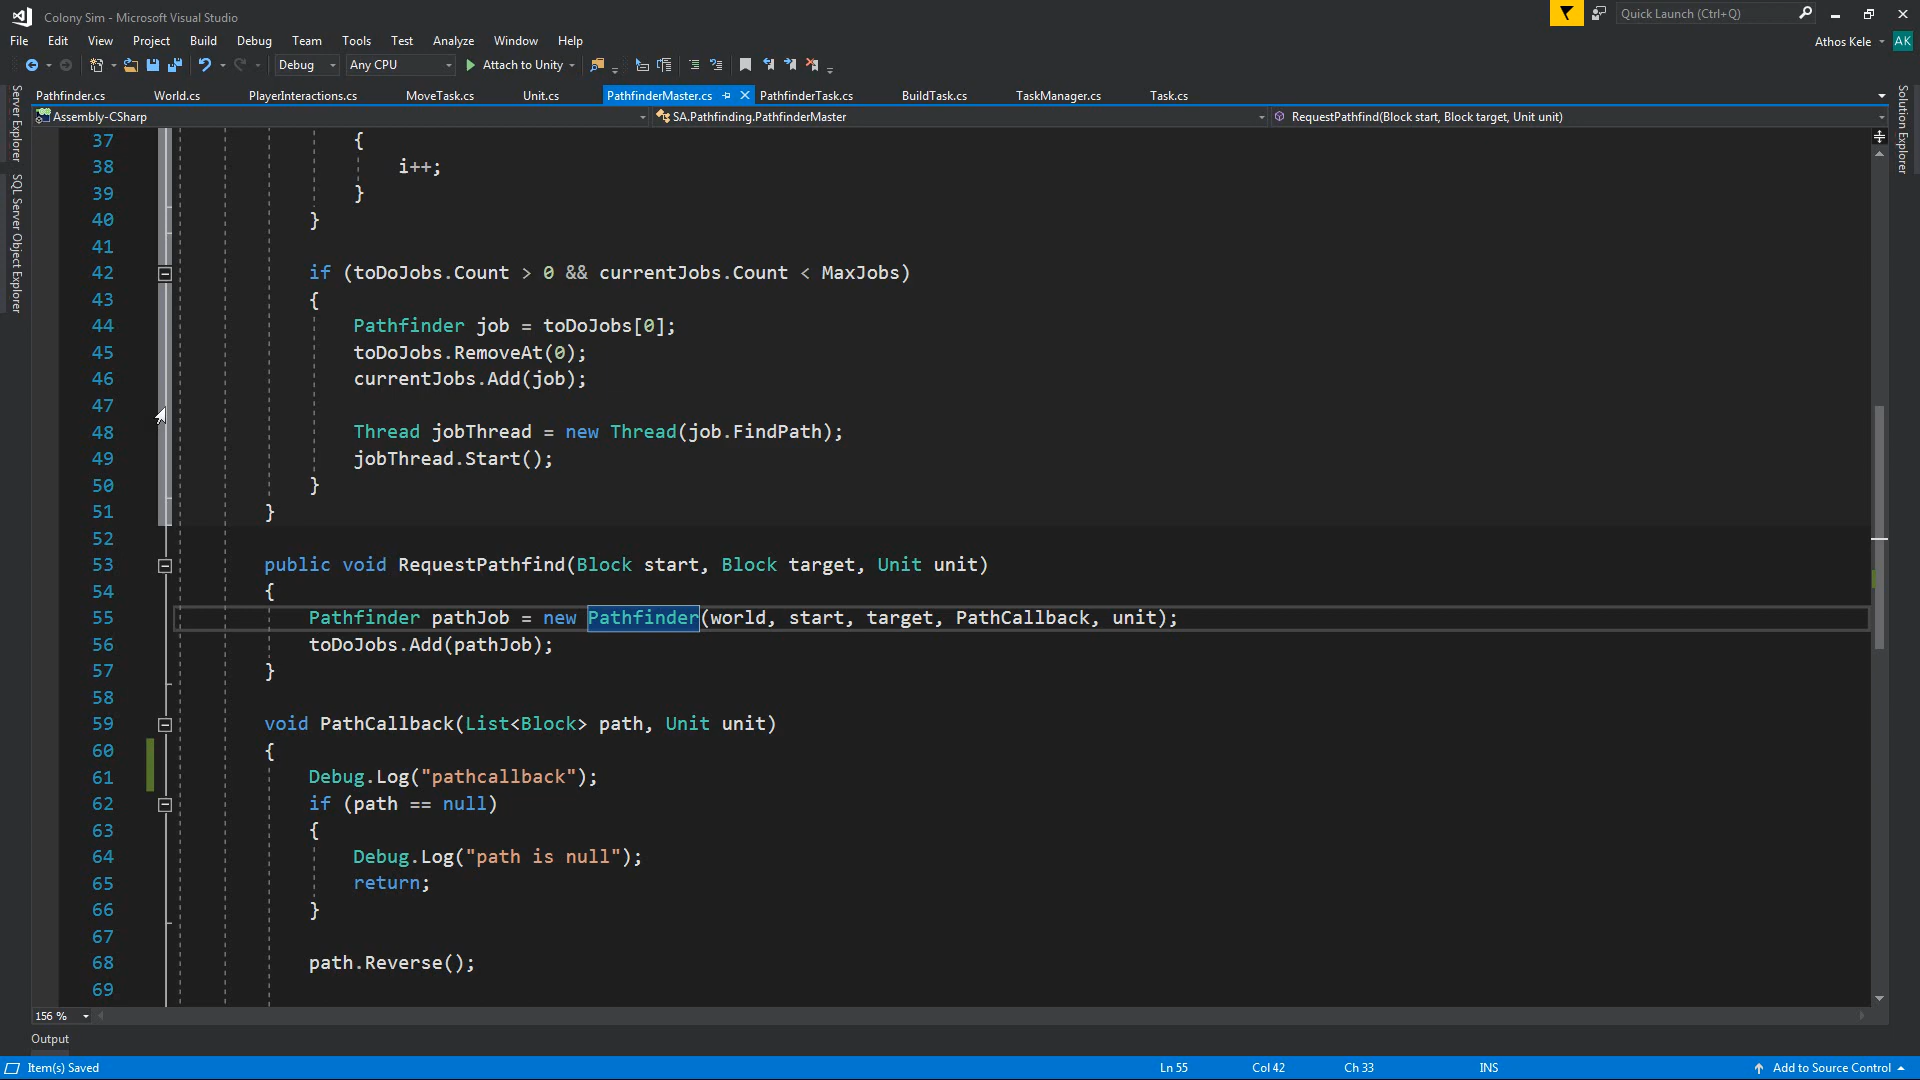 Colony Sim - Microsoft Visual Studio
Quick Launch (Ctrl+Q)
File Edit View Project Build Debug Team Tools Test Analyze Window Help
Athos Kele AK
Debug Any CPU Attach to Unity
Pathfinder.cs World.cs PlayerInteractions.cs MoveTask.cs Unit.cs PathfinderMaster.cs PathfinderTask.cs BuildTask.cs TaskManager.cs Task.cs
Assembly-CSharp SA.Pathfinding.PathfinderMaster RequestPathfind(Block start, Block target, Unit unit)
Server Explorer
SQL Server Object Explorer
Solution Explorer
37 {
38 i++;
39 }
40 }
41
42 if (toDoJobs.Count > 0 && currentJobs.Count < MaxJobs)
43 {
44 Pathfinder job = toDoJobs[0];
45 toDoJobs.RemoveAt(0);
46 currentJobs.Add(job);
47
48 Thread jobThread = new Thread(job.FindPath);
49 jobThread.Start();
50 }
51 }
52
53 public void RequestPathfind(Block start, Block target, Unit unit)
54 {
55 Pathfinder pathJob = new Pathfinder(world, start, target, PathCallback, unit);
56 toDoJobs.Add(pathJob);
57 }
58
59 void PathCallback(List<Block> path, Unit unit)
60 {
61 Debug.Log("pathcallback");
62 if (path == null)
63 {
64 Debug.Log("path is null");
65 return;
66 }
67
68 path.Reverse();
69
156 %
Output
Item(s) Saved Ln 55 Col 42 Ch 33 INS Add to Source Control